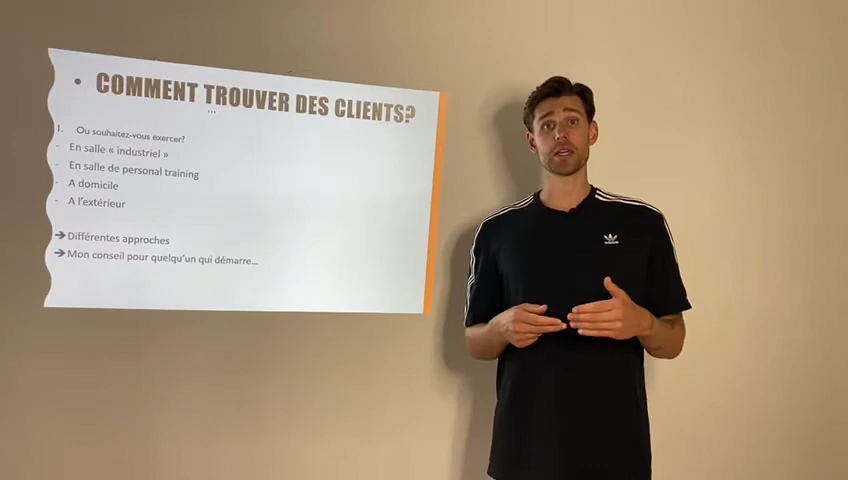 • COMMENT TROUVER DES CLIENTS?
...
1. Ou souhaitez-vous exercer?
- En salle « industriel »
- En salle de personal training
- A domicile
- A l'extérieur
→ Différentes approches
→ Mon conseil pour quelqu'un qui démarre...